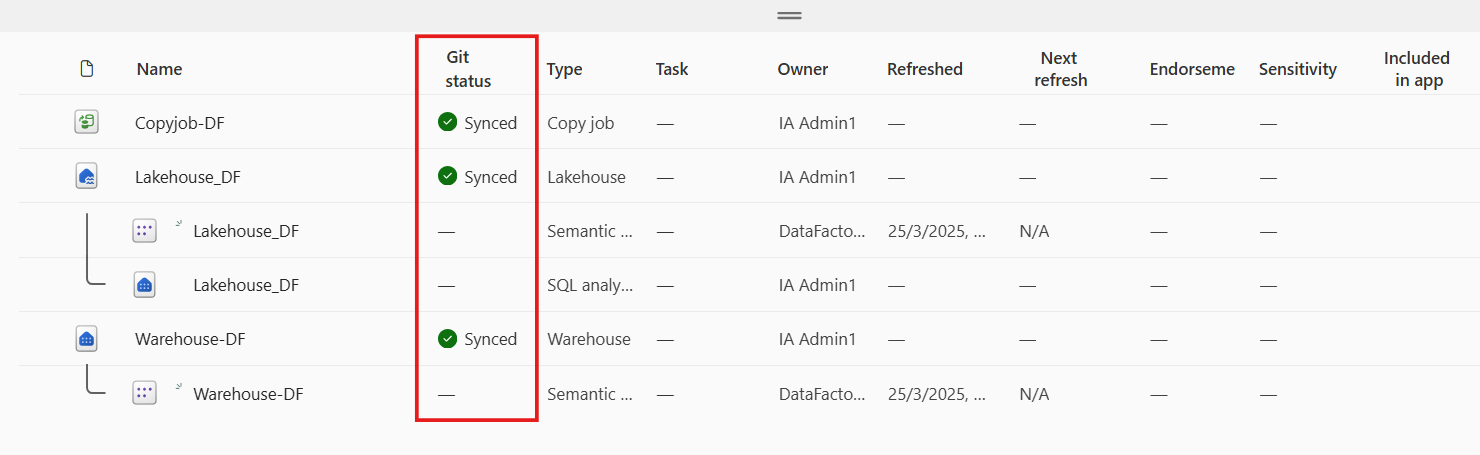 Name Git status Type Task Owner Refreshed Next refresh Endorseme Sensitivity Included in app
Copyjob-DF Synced Copy job — IA Admin1 — — — —
Lakehouse_DF Synced Lakehouse — IA Admin1 — — — —
Lakehouse_DF — Semantic ... — DataFacto... 25/3/2025, ... N/A — —
Lakehouse_DF — SQL analy... — IA Admin1 — — — —
Warehouse-DF Synced Warehouse — IA Admin1 — — — —
Warehouse-DF — Semantic ... — DataFacto... 25/3/2025, ... N/A — —